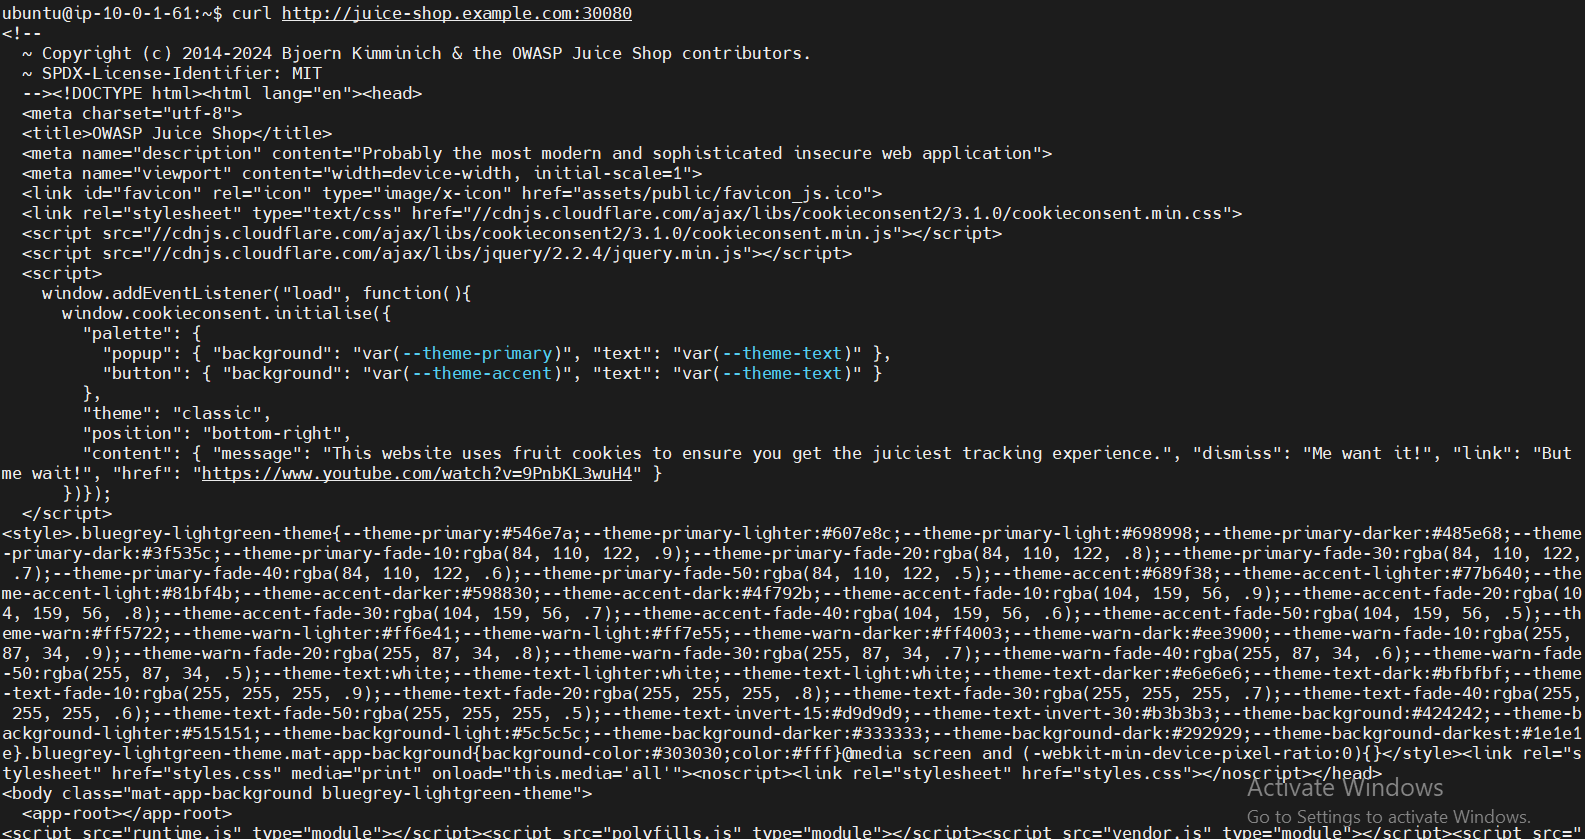 ubuntu@ip-10-0-1-61:~$ curl http://juice-shop.example.com:30080
<!--
  ~ Copyright (c) 2014-2024 Bjoern Kimminich & the OWASP Juice Shop contributors.
  ~ SPDX-License-Identifier: MIT
  --><!DOCTYPE html><html lang="en"><head>
  <meta charset="utf-8">
  <title>OWASP Juice Shop</title>
  <meta name="description" content="Probably the most modern and sophisticated insecure web application">
  <meta name="viewport" content="width=device-width, initial-scale=1">
  <link id="favicon" rel="icon" type="image/x-icon" href="assets/public/favicon_js.ico">
  <link rel="stylesheet" type="text/css" href="//cdnjs.cloudflare.com/ajax/libs/cookieconsent2/3.1.0/cookieconsent.min.css">
  <script src="//cdnjs.cloudflare.com/ajax/libs/cookieconsent2/3.1.0/cookieconsent.min.js"></script>
  <script src="//cdnjs.cloudflare.com/ajax/libs/jquery/2.2.4/jquery.min.js"></script>
  <script>
    window.addEventListener("load", function(){
      window.cookieconsent.initialise({
        "palette": {
          "popup": { "background": "var(--theme-primary)", "text": "var(--theme-text)" },
          "button": { "background": "var(--theme-accent)", "text": "var(--theme-text)" }
        },
        "theme": "classic",
        "position": "bottom-right",
        "content": { "message": "This website uses fruit cookies to ensure you get the juiciest tracking experience.", "dismiss": "Me want it!", "link": "But
me wait!", "href": "https://www.youtube.com/watch?v=9PnbKL3wuH4" }
      })});
  </script>
<style>.bluegrey-lightgreen-theme{--theme-primary:#546e7a;--theme-primary-lighter:#607e8c;--theme-primary-light:#698998;--theme-primary-darker:#485e68;--theme
-primary-dark:#3f535c;--theme-primary-fade-10:rgba(84, 110, 122, .9);--theme-primary-fade-20:rgba(84, 110, 122, .8);--theme-primary-fade-30:rgba(84, 110, 122,
 .7);--theme-primary-fade-40:rgba(84, 110, 122, .6);--theme-primary-fade-50:rgba(84, 110, 122, .5);--theme-accent:#689f38;--theme-accent-lighter:#77b640;--the
me-accent-light:#81bf4b;--theme-accent-darker:#598830;--theme-accent-dark:#4f792b;--theme-accent-fade-10:rgba(104, 159, 56, .9);--theme-accent-fade-20:rgba(10
4, 159, 56, .8);--theme-accent-fade-30:rgba(104, 159, 56, .7);--theme-accent-fade-40:rgba(104, 159, 56, .6);--theme-accent-fade-50:rgba(104, 159, 56, .5);--th
eme-warn:#ff5722;--theme-warn-lighter:#ff6e41;--theme-warn-light:#ff7e55;--theme-warn-darker:#ff4003;--theme-warn-dark:#ee3900;--theme-warn-fade-10:rgba(255,
87, 34, .9);--theme-warn-fade-20:rgba(255, 87, 34, .8);--theme-warn-fade-30:rgba(255, 87, 34, .7);--theme-warn-fade-40:rgba(255, 87, 34, .6);--theme-warn-fade
-50:rgba(255, 87, 34, .5);--theme-text:white;--theme-text-lighter:white;--theme-text-light:white;--theme-text-darker:#e6e6e6;--theme-text-dark:#bfbfbf;--theme
-text-fade-10:rgba(255, 255, 255, .9);--theme-text-fade-20:rgba(255, 255, 255, .8);--theme-text-fade-30:rgba(255, 255, 255, .7);--theme-text-fade-40:rgba(255,
 255, 255, .6);--theme-text-fade-50:rgba(255, 255, 255, .5);--theme-text-invert-15:#d9d9d9;--theme-text-invert-30:#b3b3b3;--theme-background:#424242;--theme-b
ackground-lighter:#515151;--theme-background-light:#5c5c5c;--theme-background-darker:#333333;--theme-background-dark:#292929;--theme-background-darkest:#1e1e1
e}.bluegrey-lightgreen-theme.mat-app-background{background-color:#303030;color:#fff}@media screen and (-webkit-min-device-pixel-ratio:0){}</style><link rel="s
tylesheet" href="styles.css" media="print" onload="this.media='all'"><noscript><link rel="stylesheet" href="styles.css"></noscript></head>
<body class="mat-app-background bluegrey-lightgreen-theme">
  <app-root></app-root>
<script src="runtime.js" type="module"></script><script src="polyfills.js" type="module"></script><script src="vendor.js" type="module"></script><script src="
Activate Windows
Go to Settings to activate Windows.